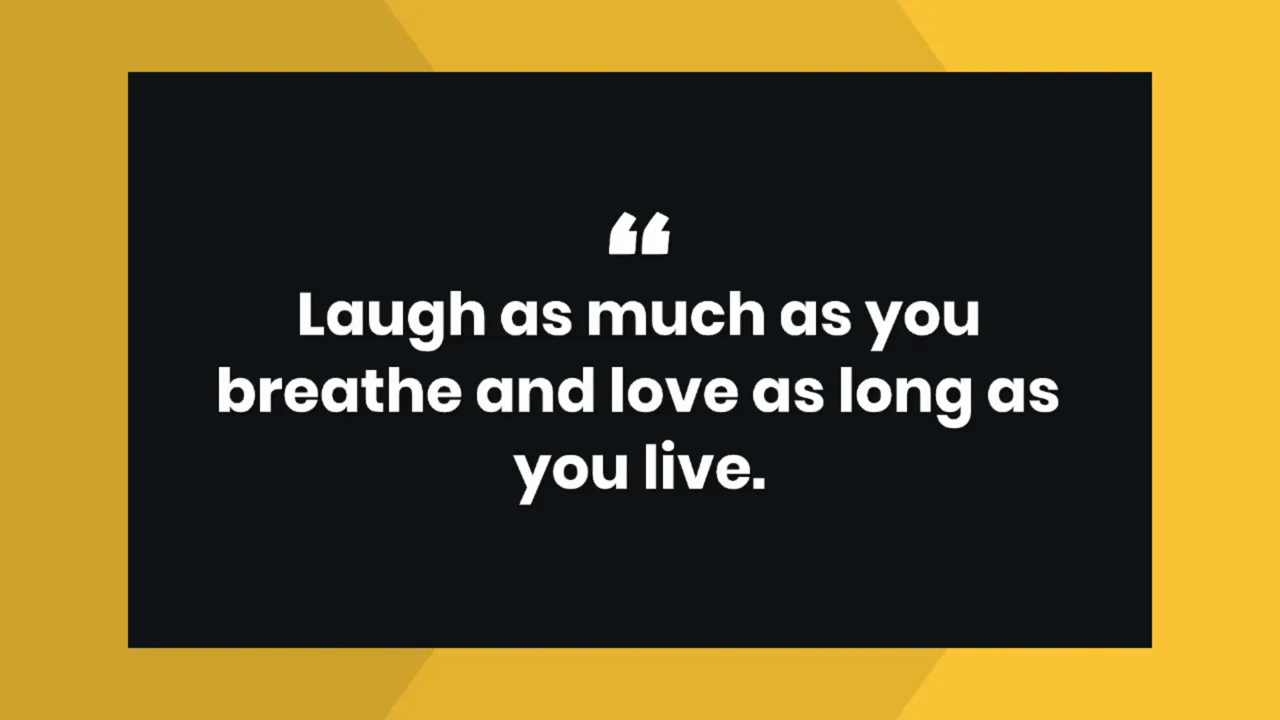 “
Laugh as much as you
breathe and love as long as
you live.